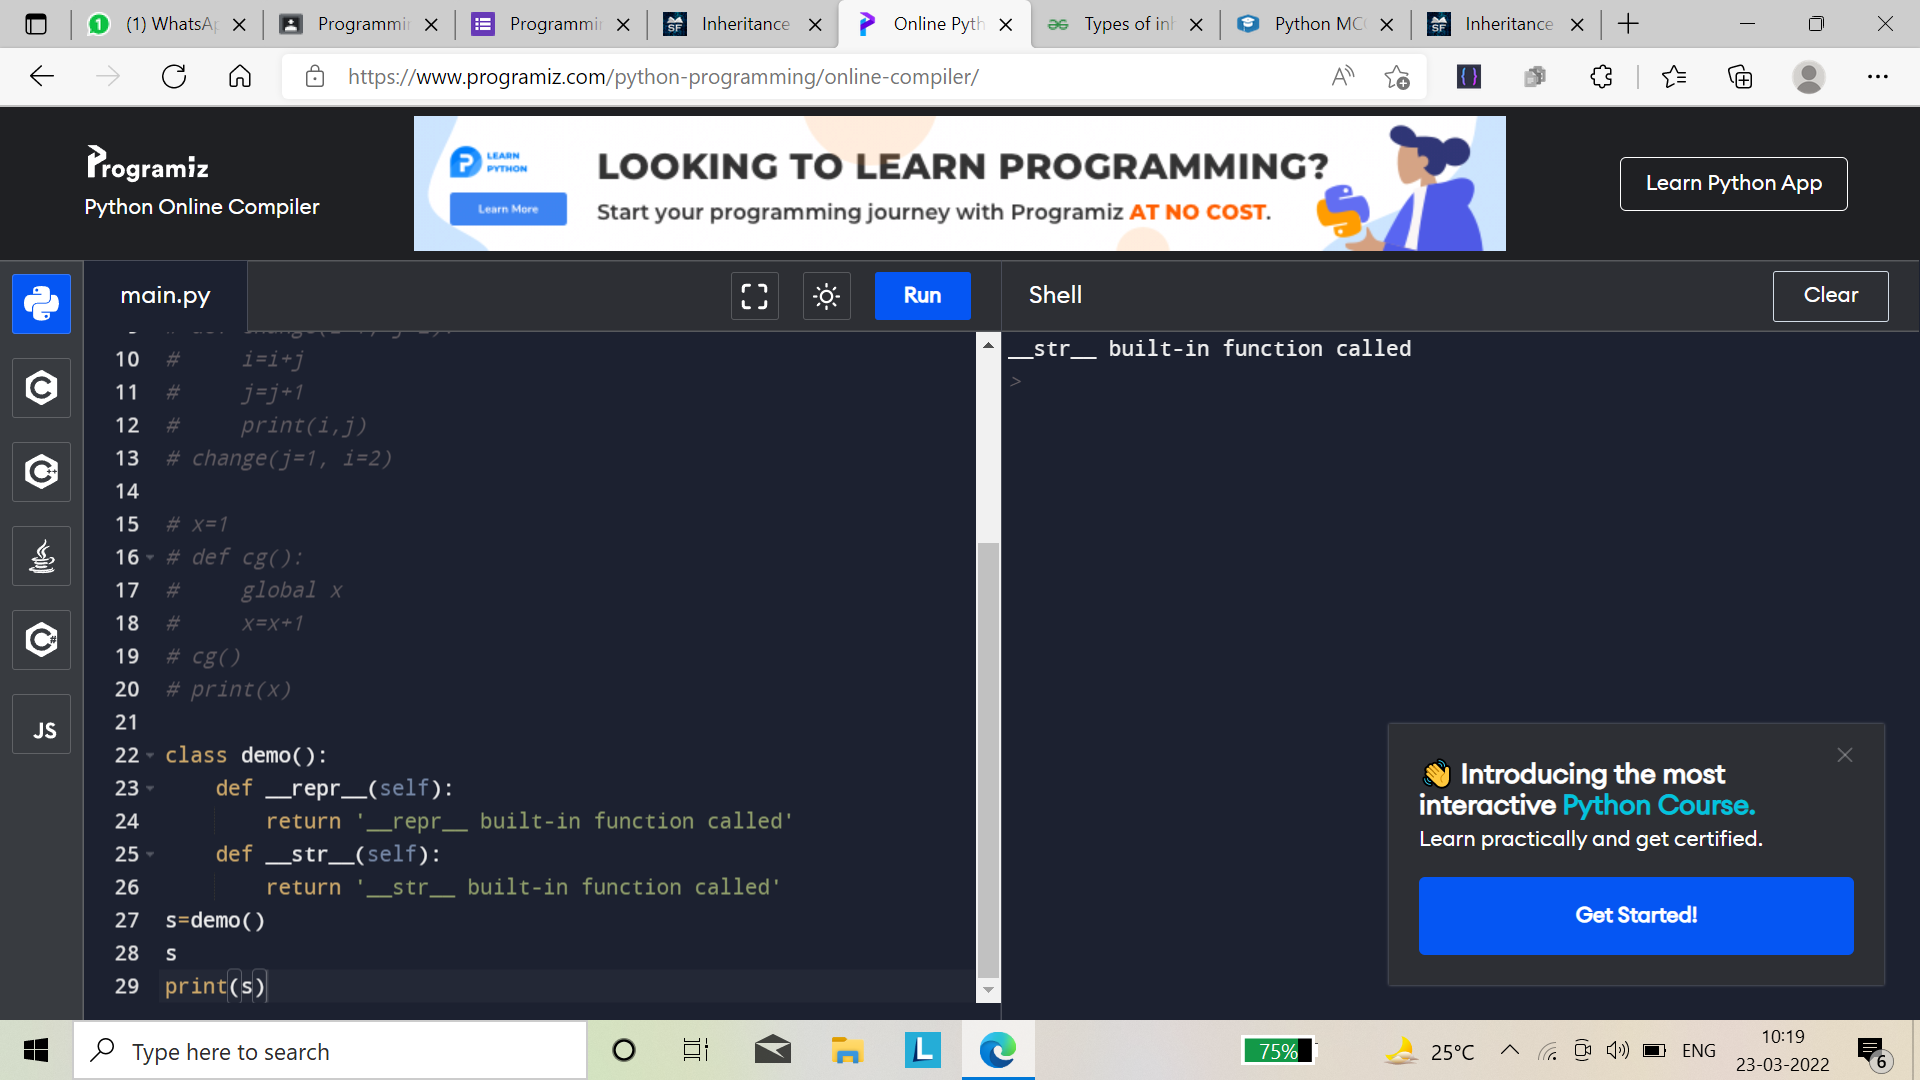 (1) WhatsAp
Programmin
Programmin
Inheritance
Online Pyth
Types of inh
Python MCQ
Inheritance
https://www.programiz.com/python-programming/online-compiler/
Programiz
Python Online Compiler
LEARN
PYTHON
Learn More
LOOKING TO LEARN PROGRAMMING?
Start your programming journey with Programiz AT NO COST.
Learn Python App
main.py
Run
Shell
Clear
10 #     i=i+j
11 #     j=j+1
12 #     print(i,j)
13 # change(j=1, i=2)
14
15 # x=1
16 # def cg():
17 #     global x
18 #     x=x+1
19 # cg()
20 # print(x)
21
22 class demo():
23     def __repr__(self):
24         return '__repr__ built-in function called'
25     def __str__(self):
26         return '__str__ built-in function called'
27 s=demo()
28 s
29 print(s)
__str__ built-in function called
>
JS
👋 Introducing the most
interactive Python Course.
Learn practically and get certified.
Get Started!
Type here to search
75%
25°C
ENG
10:19
23-03-2022
6